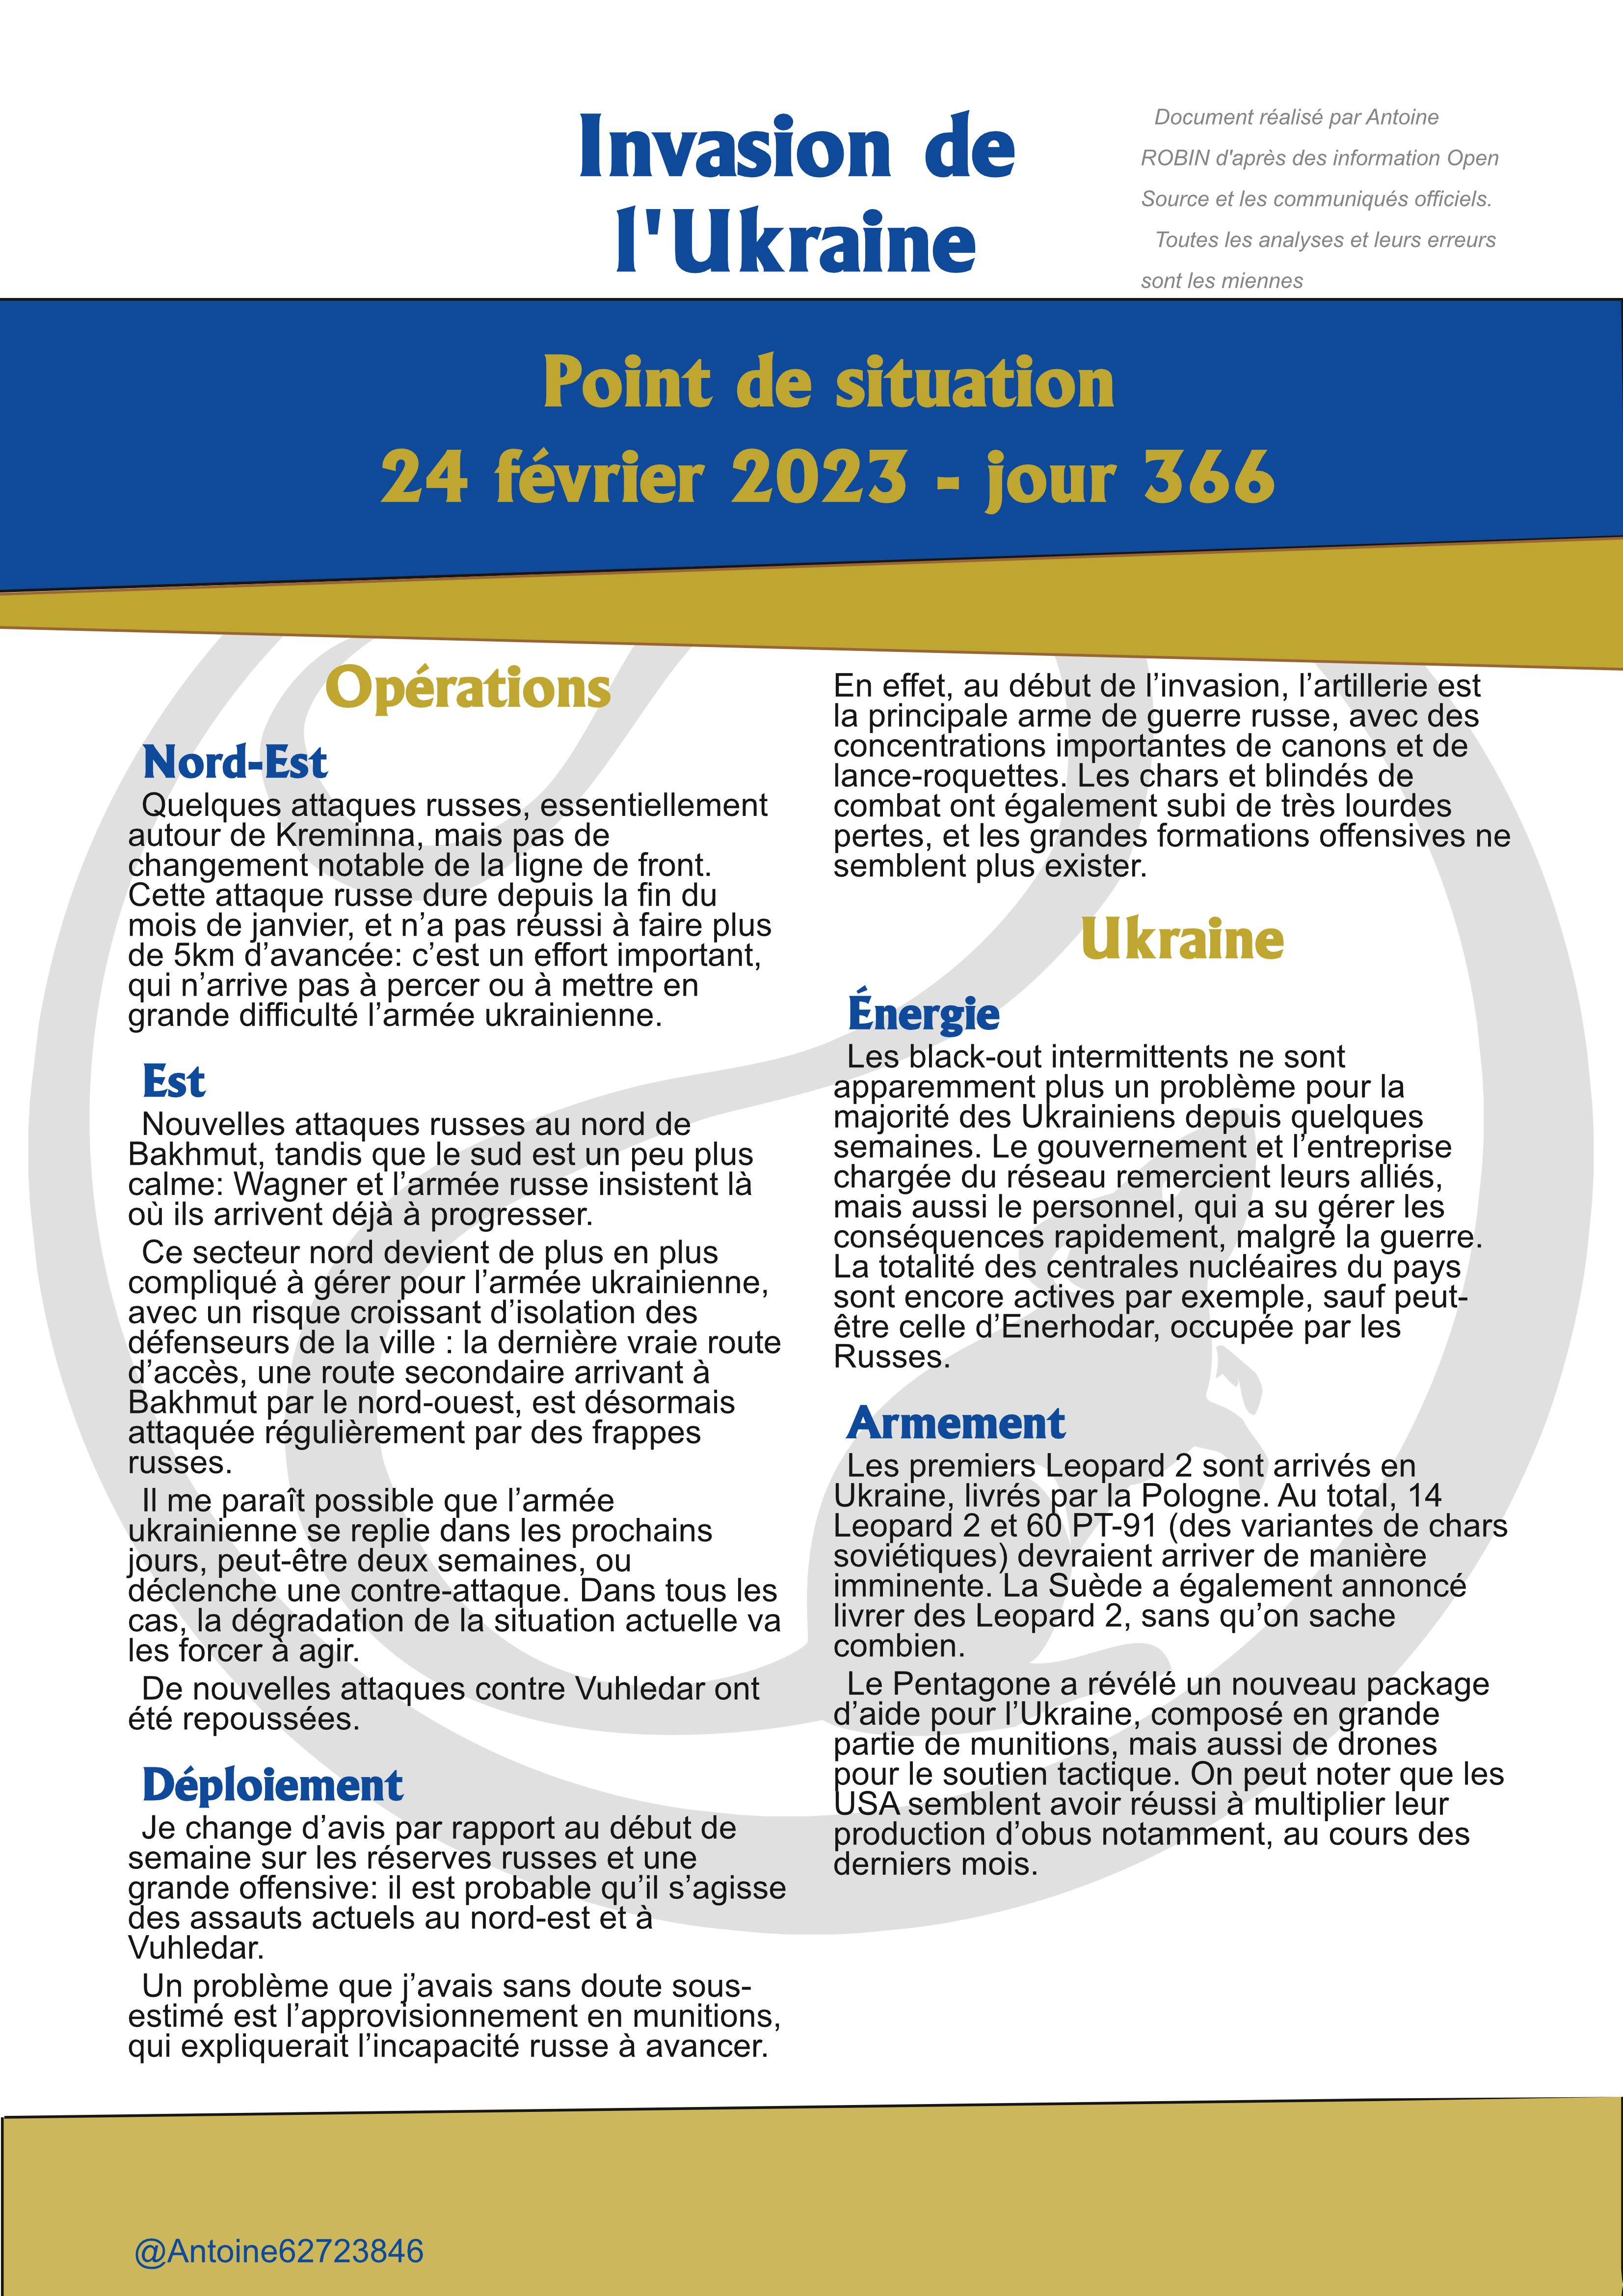 Invasion de
l'Ukraine
Document réalisé par Antoine
ROBIN d'après des information Open
Source et les communiqués officiels.
Toutes les analyses et leurs erreurs
sont les miennes
Point de situation
24 février 2023 - jour 366
Opérations
Nord-Est
Quelques attaques russes, essentiellement
autour de Kreminna, mais pas de
changement notable de la ligne de front.
Cette attaque russe dure depuis la fin du
mois de janvier, et n’a pas réussi à faire plus
de 5km d’avancée: c’est un effort important,
qui n’arrive pas à percer ou à mettre en
grande difficulté l’armée ukrainienne.
Est
Nouvelles attaques russes au nord de
Bakhmut, tandis que le sud est un peu plus
calme: Wagner et l’armée russe insistent là
où ils arrivent déjà à progresser.
Ce secteur nord devient de plus en plus
compliqué à gérer pour l’armée ukrainienne,
avec un risque croissant d’isolation des
défenseurs de la ville : la dernière vraie route
d’accès, une route secondaire arrivant à
Bakhmut par le nord-ouest, est désormais
attaquée régulièrement par des frappes
russes.
Il me paraît possible que l’armée
ukrainienne se replie dans les prochains
jours, peut-être deux semaines, ou
déclenche une contre-attaque. Dans tous les
cas, la dégradation de la situation actuelle va
les forcer à agir.
De nouvelles attaques contre Vuhledar ont
été repoussées.
Déploiement
Je change d’avis par rapport au début de
semaine sur les réserves russes et une
grande offensive: il est probable qu’il s’agisse
des assauts actuels au nord-est et à
Vuhledar.
Un problème que j’avais sans doute sous-
estimé est l’approvisionnement en munitions,
qui expliquerait l’incapacité russe à avancer.
En effet, au début de l’invasion, l’artillerie est
la principale arme de guerre russe, avec des
concentrations importantes de canons et de
lance-roquettes. Les chars et blindés de
combat ont également subi de très lourdes
pertes, et les grandes formations offensives ne
semblent plus exister.
Ukraine
Énergie
Les black-out intermittents ne sont
apparemment plus un problème pour la
majorité des Ukrainiens depuis quelques
semaines. Le gouvernement et l’entreprise
chargée du réseau remercient leurs alliés,
mais aussi le personnel, qui a su gérer les
conséquences rapidement, malgré la guerre.
La totalité des centrales nucléaires du pays
sont encore actives par exemple, sauf peut-
être celle d’Enerhodar, occupée par les
Russes.
Armement
Les premiers Leopard 2 sont arrivés en
Ukraine, livrés par la Pologne. Au total, 14
Leopard 2 et 60 PT-91 (des variantes de chars
soviétiques) devraient arriver de manière
imminente. La Suède a également annoncé
livrer des Leopard 2, sans qu’on sache
combien.
Le Pentagone a révélé un nouveau package
d’aide pour l’Ukraine, composé en grande
partie de munitions, mais aussi de drones
pour le soutien tactique. On peut noter que les
USA semblent avoir réussi à multiplier leur
production d’obus notamment, au cours des
derniers mois.
@Antoine62723846